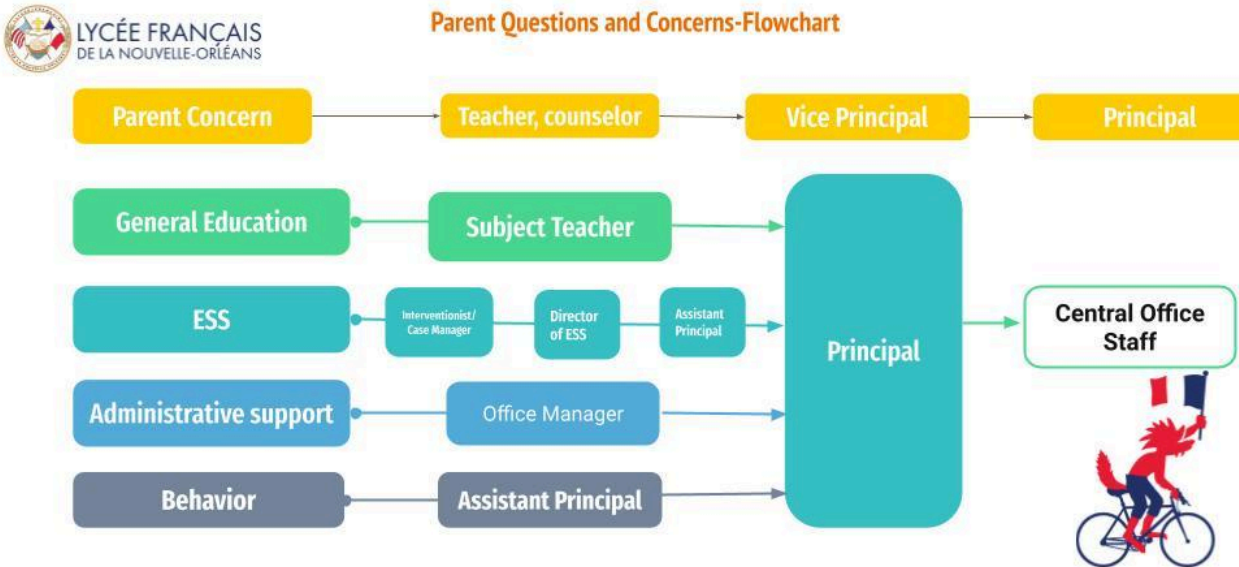 Parent Questions and Concerns-Flowchart
LYCÉE FRANÇAIS
DE LA NOUVELLE-ORLÉANS
Parent Concern
Teacher, counselor
Vice Principal
Principal
General Education
Subject Teacher
ESS
Interventionist/
Case Manager
Director
of ESS
Assistant
Principal
Principal
Central Office
Staff
Administrative support
Office Manager
Behavior
Assistant Principal